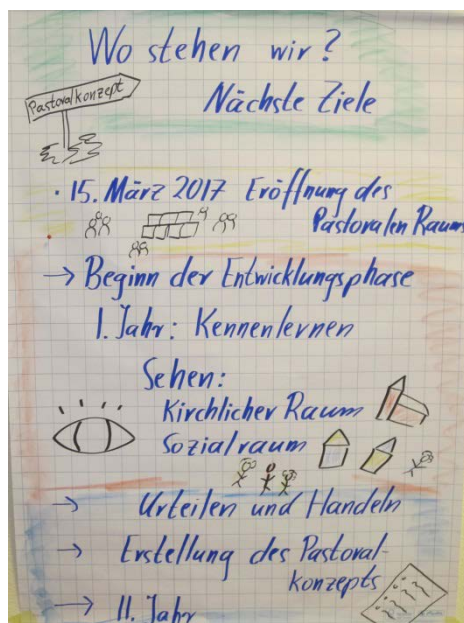 Wo stehen wir?
Pastoralkonzept
Nächste Ziele
· 15. März 2017 Eröffnung des
Pastoralen Raums
→ Beginn der Entwicklungsphase
I. Jahr: Kennenlernen
Sehen:
Kirchlicher Raum
Sozialraum
→ Urteilen und Handeln
→ Erstellung des Pastoral-
konzepts
→ II. Jahr